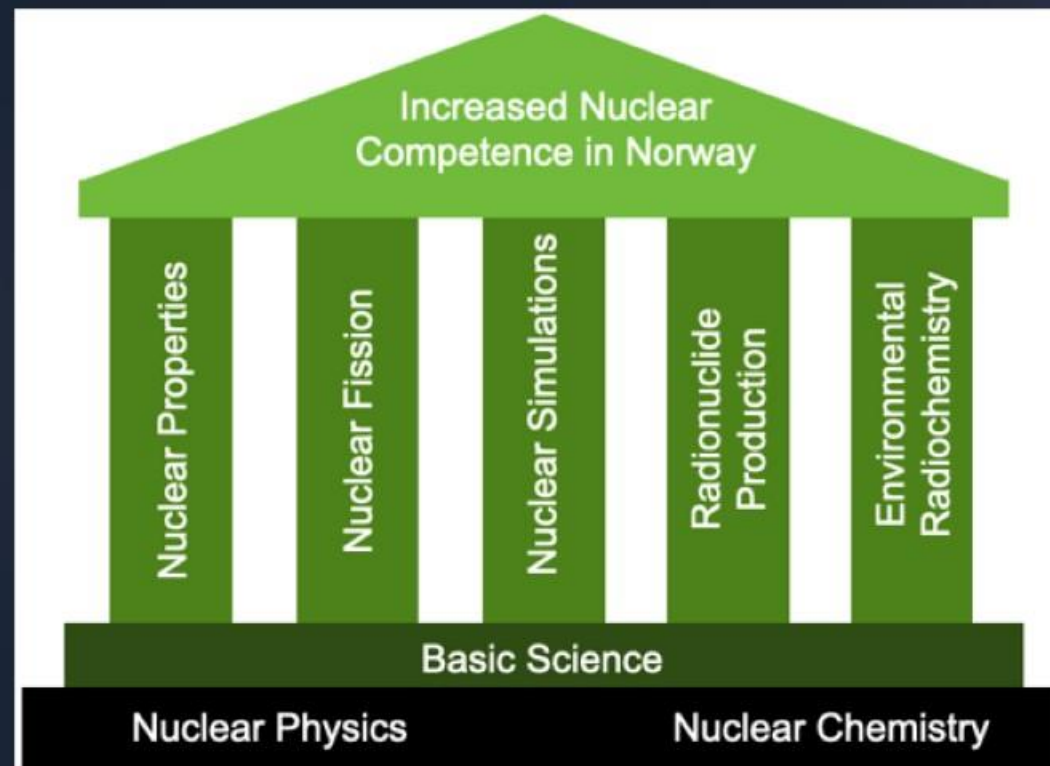 Increased Nuclear
Competence in Norway
Nuclear Properties
Nuclear Fission
Nuclear Simulations
Radionuclide
Production
Environmental
Radiochemistry
Basic Science
Nuclear Physics
Nuclear Chemistry